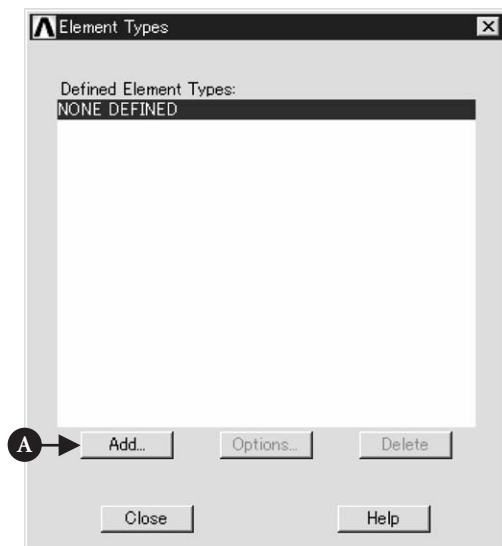 Element Types
Defined Element Types:
NONE DEFINED
A Add... Options... Delete
Close Help